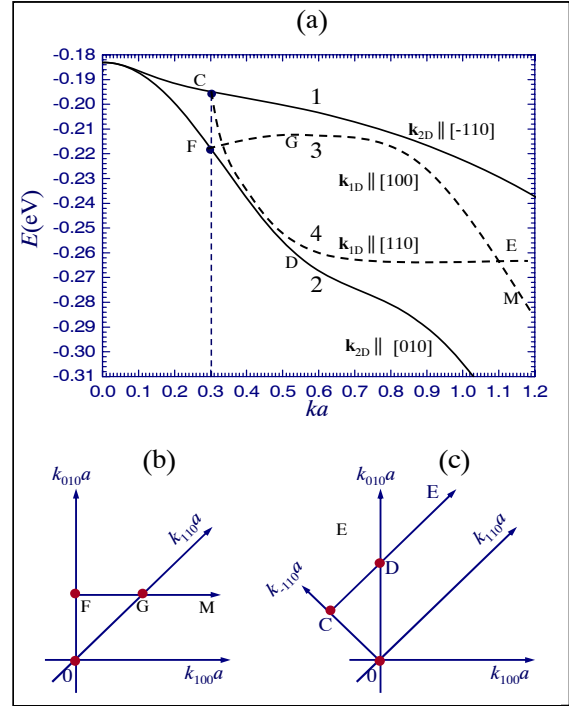 (a)
-0.18
-0.19
-0.20
-0.21
-0.22
-0.23
-0.24
-0.25
-0.26
-0.27
-0.28
-0.29
-0.30
-0.31
E(eV)
C
1
k2D || [-110]
F
G
3
k1D || [100]
4
k1D || [110]
E
D
2
M
k2D || [010]
0.0 0.1 0.2 0.3 0.4 0.5 0.6 0.7 0.8 0.9 1.0 1.1 1.2
ka
(b)
k010a
k110a
F
G
M
0
k100a
(c)
k010a
E
E
k110a
k-110a
D
C
0
k100a